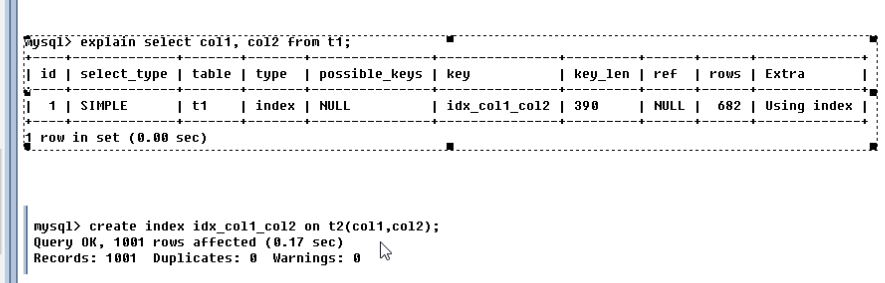 mysql> explain select col1, col2 from t1;
+----+-------------+-------+-------+---------------+---------------+---------+------+------+-------------+
| id | select_type | table | type | possible_keys | key | key_len | ref | rows | Extra |
+----+-------------+-------+-------+---------------+---------------+---------+------+------+-------------+
| 1 | SIMPLE | t1 | index | NULL | idx_col1_col2 | 390 | NULL | 682 | Using index |
+----+-------------+-------+-------+---------------+---------------+---------+------+------+-------------+
1 row in set (0.00 sec)
mysql> create index idx_col1_col2 on t2(col1,col2);
Query OK, 1001 rows affected (0.17 sec)
Records: 1001 Duplicates: 0 Warnings: 0